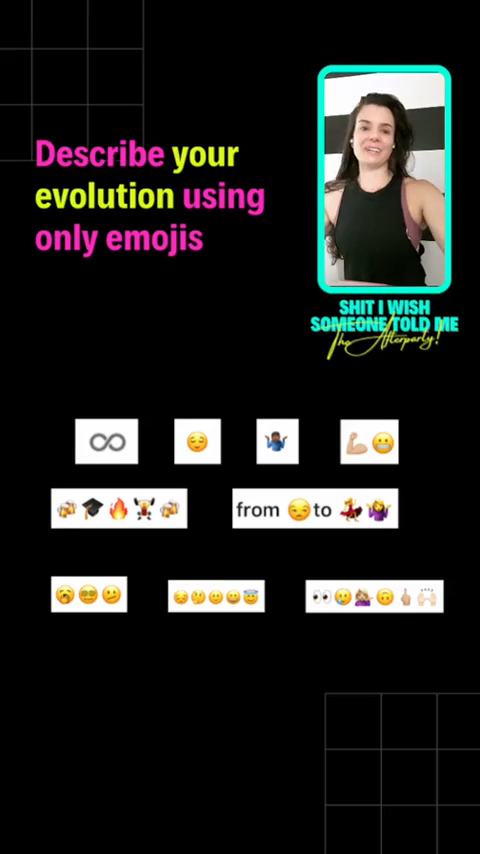 Describe your
evolution using
only emojis
SHIT I WISH
SOMEONE TOLD ME
The Afterparty!
from 😒 to 💃🤷‍♀️